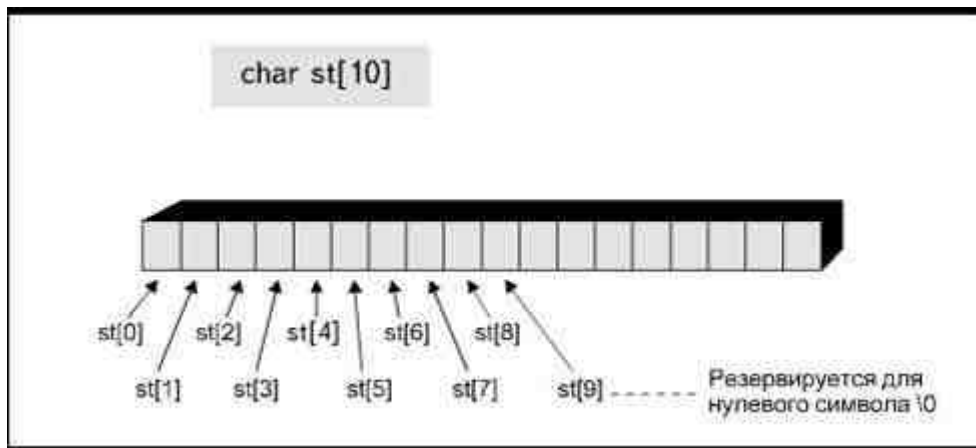 char st[10]
st[0] st[2] st[4] st[6] st[8]
st[1] st[3] st[5] st[7] st[9] Резервируется для
нулевого символа \0